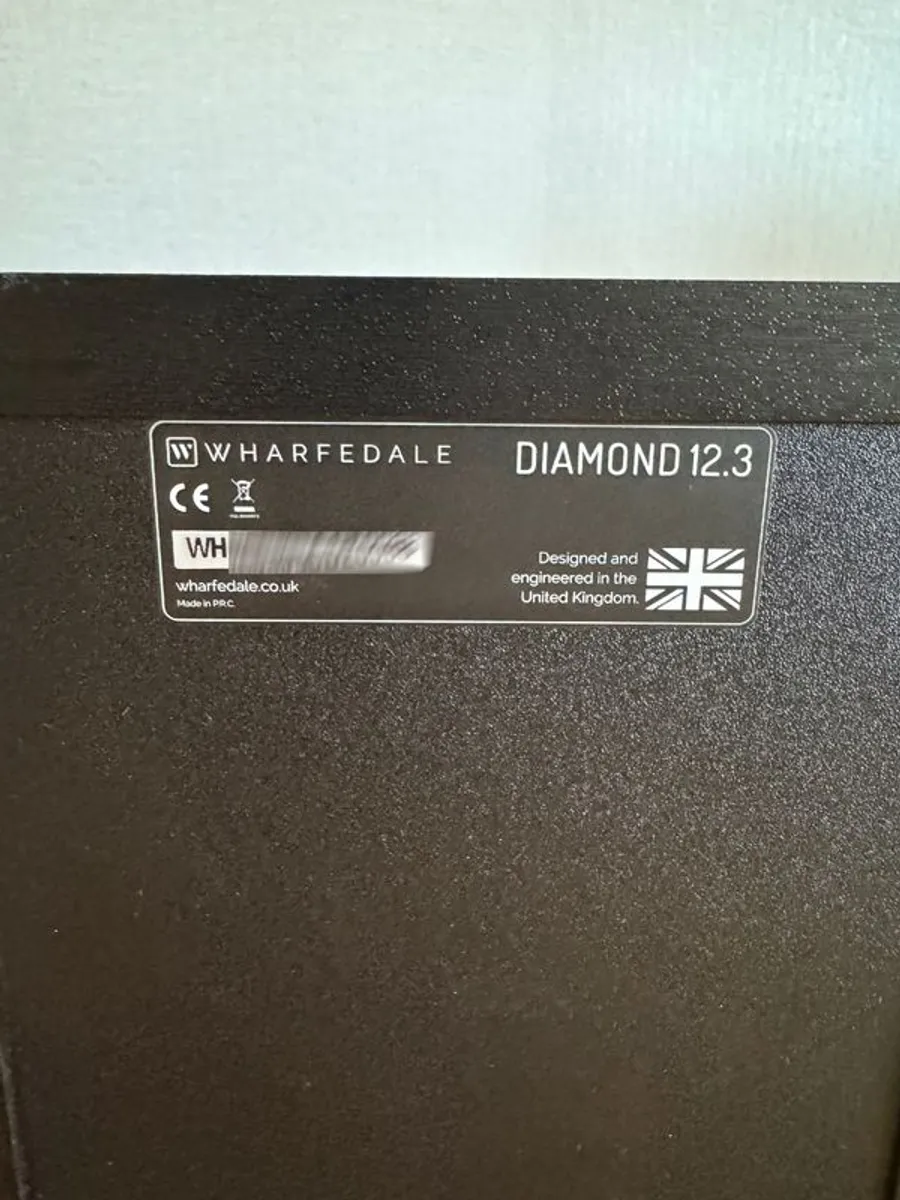 W WHARFEDALE DIAMOND 12.3
CE
WH
wharfedale.co.uk
Made in P.R.C.
Designed and
engineered in the
United Kingdom.